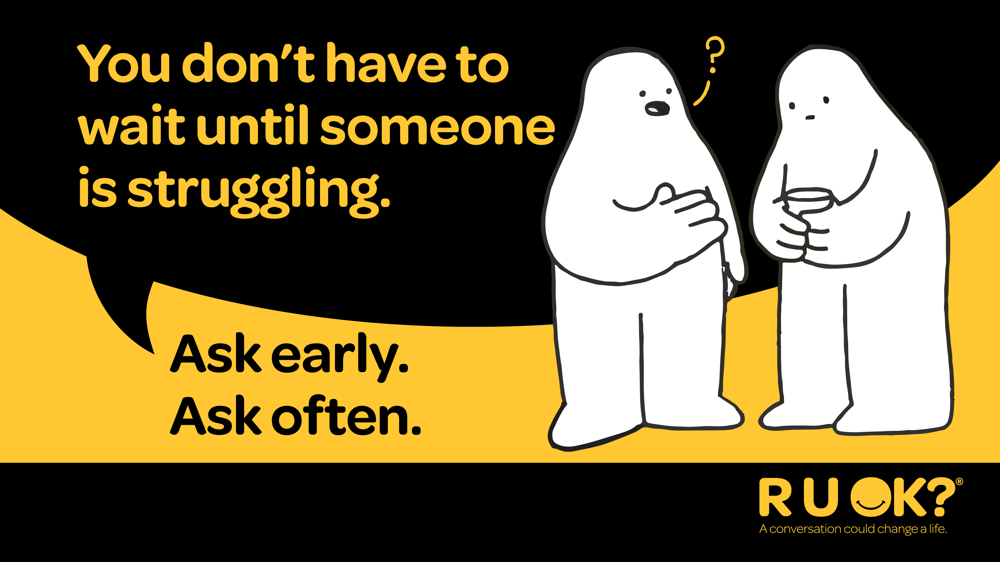 You don’t have to
wait until someone
is struggling.
?
Ask early.
Ask often.
R U OK?®
A conversation could change a life.